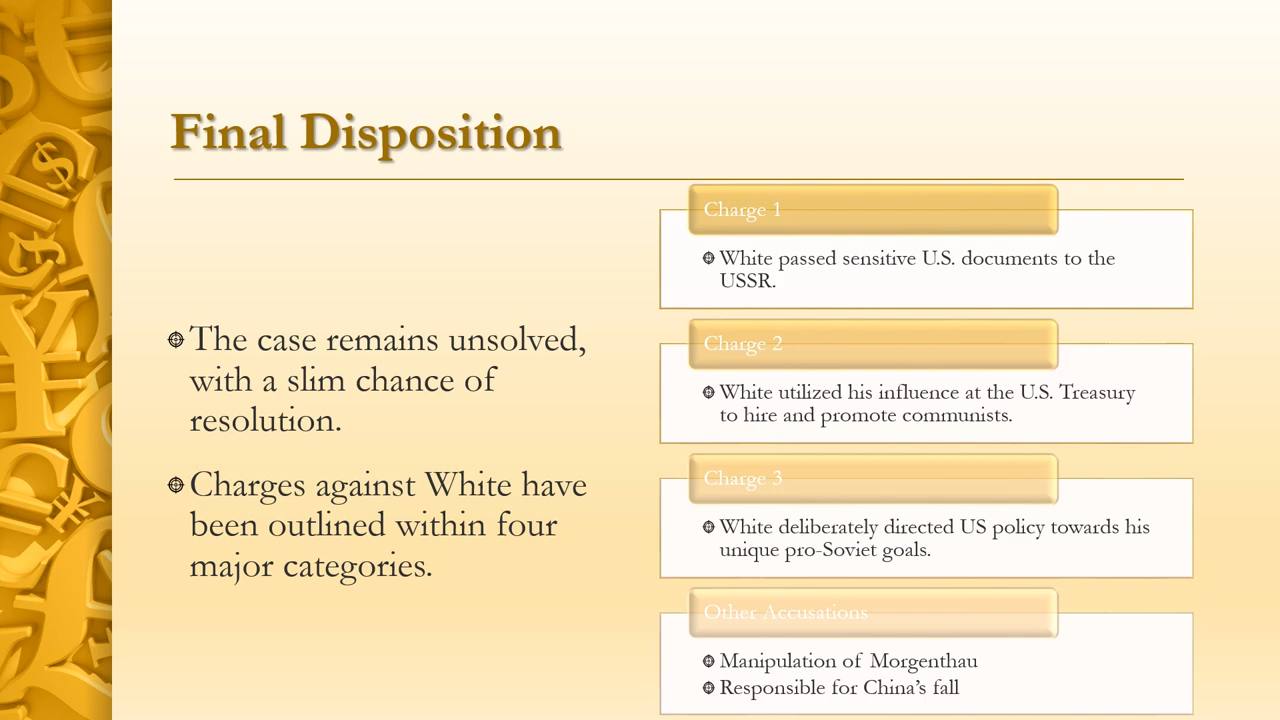 Final Disposition
The case remains unsolved,
with a slim chance of
resolution.
Charges against White have
been outlined within four
major categories.
Charge 1
White passed sensitive U.S. documents to the
USSR.
Charge 2
White utilized his influence at the U.S. Treasury
to hire and promote communists.
Charge 3
White deliberately directed US policy towards his
unique pro-Soviet goals.
Other Accusations
Manipulation of Morgenthau
Responsible for China’s fall